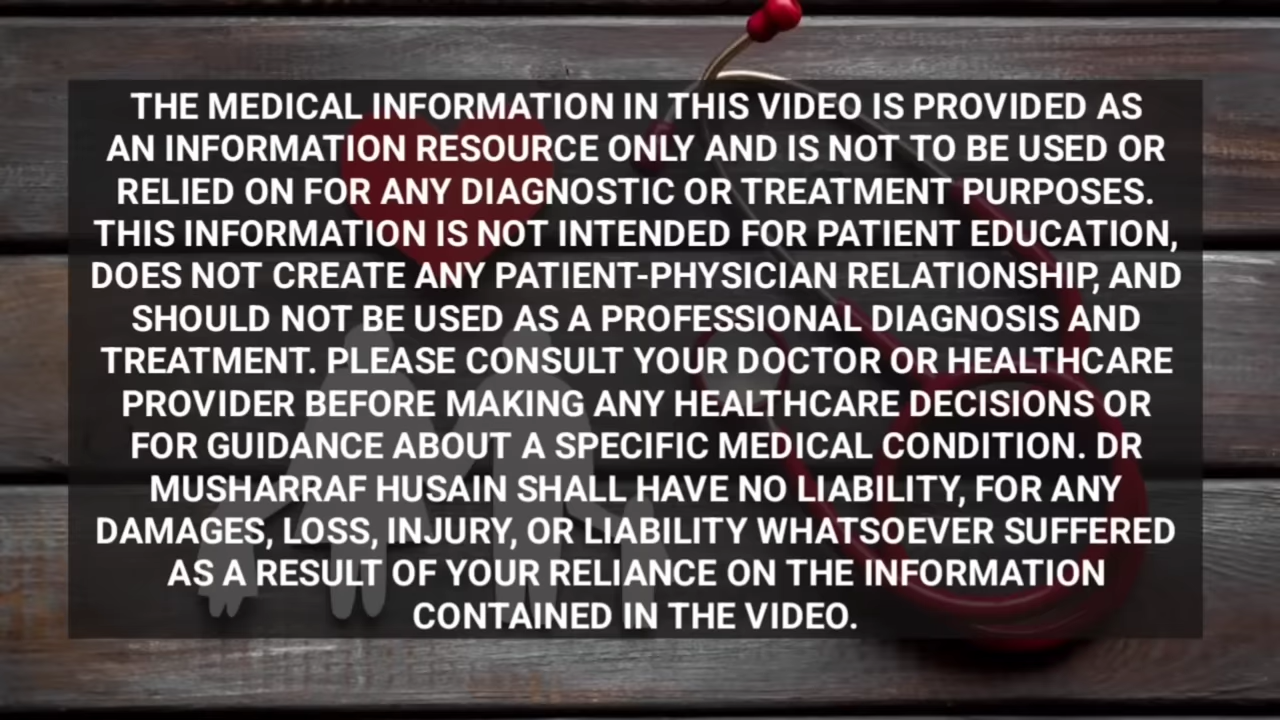 THE MEDICAL INFORMATION IN THIS VIDEO IS PROVIDED AS
AN INFORMATION RESOURCE ONLY AND IS NOT TO BE USED OR
RELIED ON FOR ANY DIAGNOSTIC OR TREATMENT PURPOSES.
THIS INFORMATION IS NOT INTENDED FOR PATIENT EDUCATION,
DOES NOT CREATE ANY PATIENT-PHYSICIAN RELATIONSHIP, AND
SHOULD NOT BE USED AS A PROFESSIONAL DIAGNOSIS AND
TREATMENT. PLEASE CONSULT YOUR DOCTOR OR HEALTHCARE
PROVIDER BEFORE MAKING ANY HEALTHCARE DECISIONS OR
FOR GUIDANCE ABOUT A SPECIFIC MEDICAL CONDITION. DR
MUSHARRAF HUSAIN SHALL HAVE NO LIABILITY, FOR ANY
DAMAGES, LOSS, INJURY, OR LIABILITY WHATSOEVER SUFFERED
AS A RESULT OF YOUR RELIANCE ON THE INFORMATION
CONTAINED IN THE VIDEO.